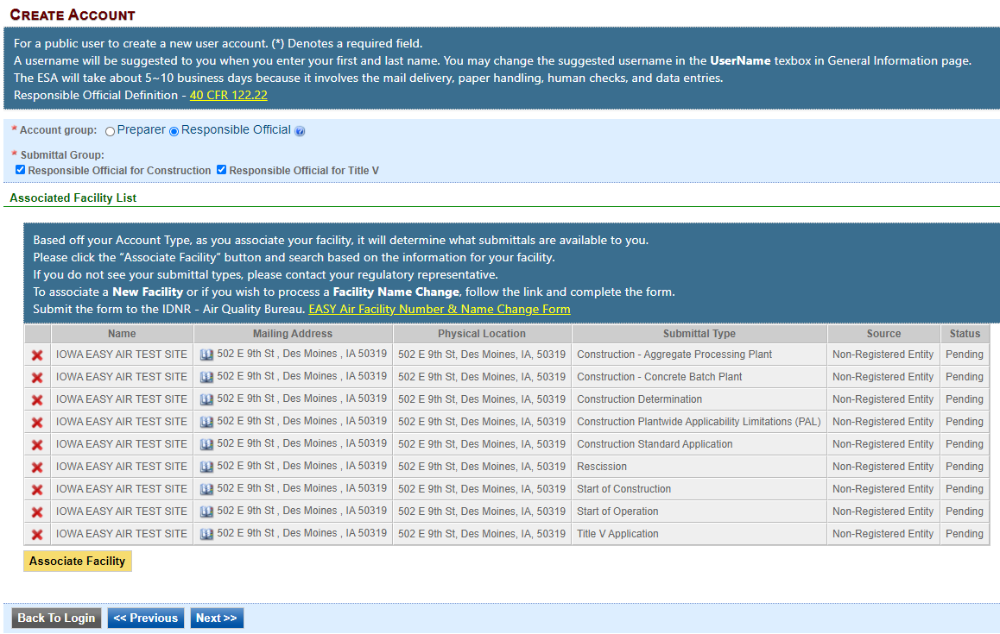 CREATE ACCOUNT
For a public user to create a new user account. (*) Denotes a required field.
A username will be suggested to you when you enter your first and last name. You may change the suggested username in the UserName texbox in General Information page.
The ESA will take about 5~10 business days because it involves the mail delivery, paper handling, human checks, and data entries.
Responsible Official Definition - 40 CFR 122.22
* Account group: Preparer Responsible Official ?
* Submittal Group:
Responsible Official for Construction Responsible Official for Title V
Associated Facility List
Based off your Account Type, as you associate your facility, it will determine what submittals are available to you.
Please click the “Associate Facility” button and search based on the information for your facility.
If you do not see your submittal types, please contact your regulatory representative.
To associate a New Facility or if you wish to process a Facility Name Change, follow the link and complete the form.
Submit the form to the IDNR - Air Quality Bureau. EASY Air Facility Number & Name Change Form
Name Mailing Address Physical Location Submittal Type Source Status
IOWA EASY AIR TEST SITE 502 E 9th St , Des Moines , IA 50319 502 E 9th St, Des Moines, IA, 50319 Construction - Aggregate Processing Plant Non-Registered Entity Pending
IOWA EASY AIR TEST SITE 502 E 9th St , Des Moines , IA 50319 502 E 9th St, Des Moines, IA, 50319 Construction - Concrete Batch Plant Non-Registered Entity Pending
IOWA EASY AIR TEST SITE 502 E 9th St , Des Moines , IA 50319 502 E 9th St, Des Moines, IA, 50319 Construction Determination Non-Registered Entity Pending
IOWA EASY AIR TEST SITE 502 E 9th St , Des Moines , IA 50319 502 E 9th St, Des Moines, IA, 50319 Construction Plantwide Applicability Limitations (PAL) Non-Registered Entity Pending
IOWA EASY AIR TEST SITE 502 E 9th St , Des Moines , IA 50319 502 E 9th St, Des Moines, IA, 50319 Construction Standard Application Non-Registered Entity Pending
IOWA EASY AIR TEST SITE 502 E 9th St , Des Moines , IA 50319 502 E 9th St, Des Moines, IA, 50319 Rescission Non-Registered Entity Pending
IOWA EASY AIR TEST SITE 502 E 9th St , Des Moines , IA 50319 502 E 9th St, Des Moines, IA, 50319 Start of Construction Non-Registered Entity Pending
IOWA EASY AIR TEST SITE 502 E 9th St , Des Moines , IA 50319 502 E 9th St, Des Moines, IA, 50319 Start of Operation Non-Registered Entity Pending
IOWA EASY AIR TEST SITE 502 E 9th St , Des Moines , IA 50319 502 E 9th St, Des Moines, IA, 50319 Title V Application Non-Registered Entity Pending
Associate Facility
Back To Login << Previous Next >>